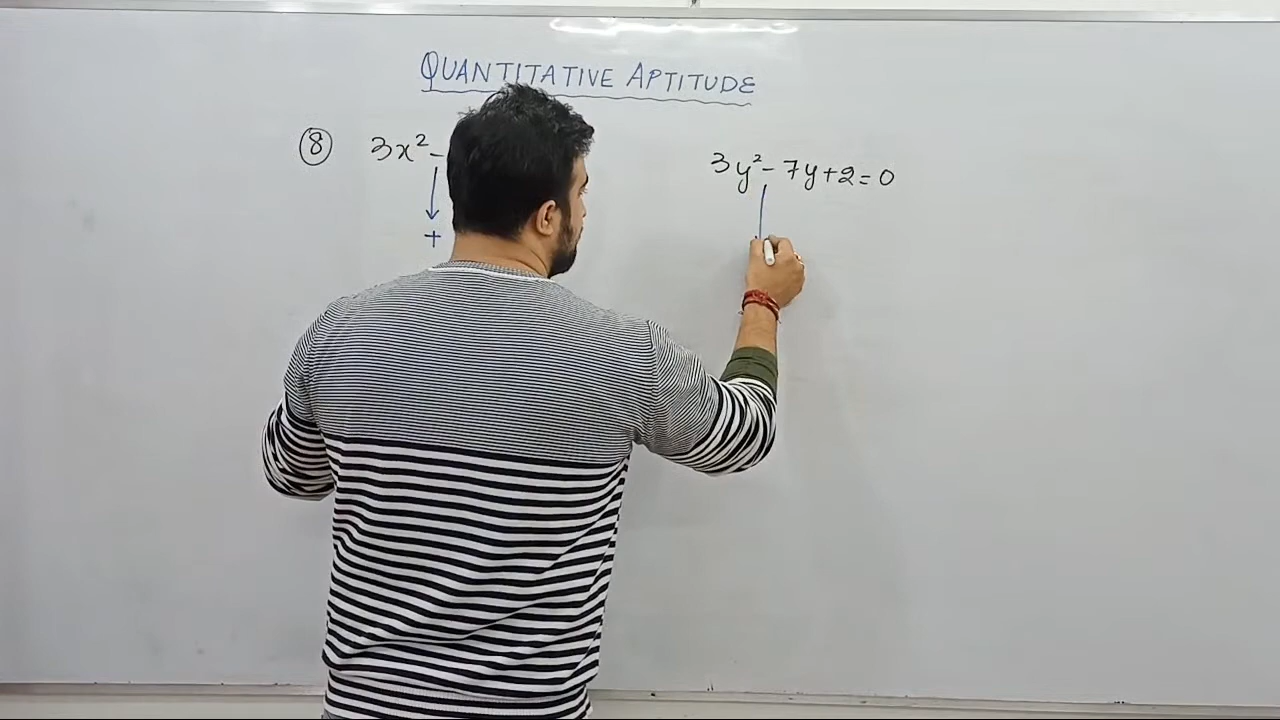 QUANTITATIVE APTITUDE
⑧ 3x² - 3y² - 7y + 2 = 0
+